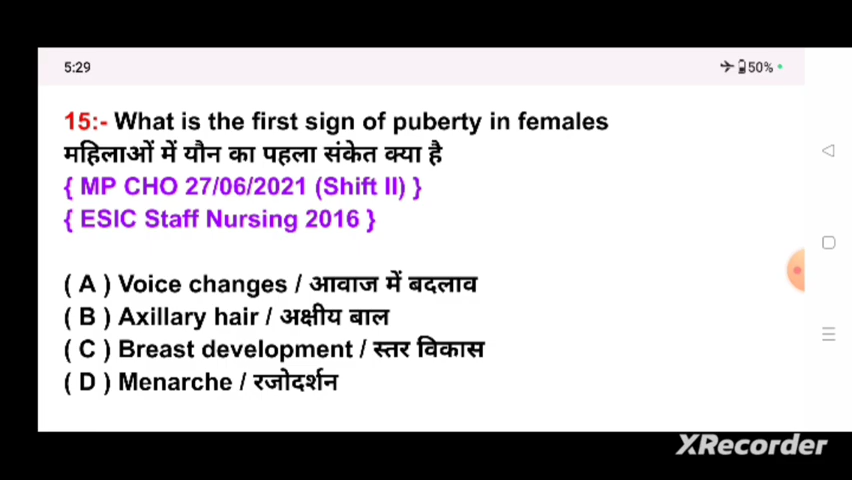 5:29
50%
15:- What is the first sign of puberty in females
महिलाओं में यौन का पहला संकेत क्या है
{ MP CHO 27/06/2021 (Shift II) }
{ ESIC Staff Nursing 2016 }
( A ) Voice changes / आवाज में बदलाव
( B ) Axillary hair / अक्षीय बाल
( C ) Breast development / स्तर विकास
( D ) Menarche / रजोदर्शन
XRecorder